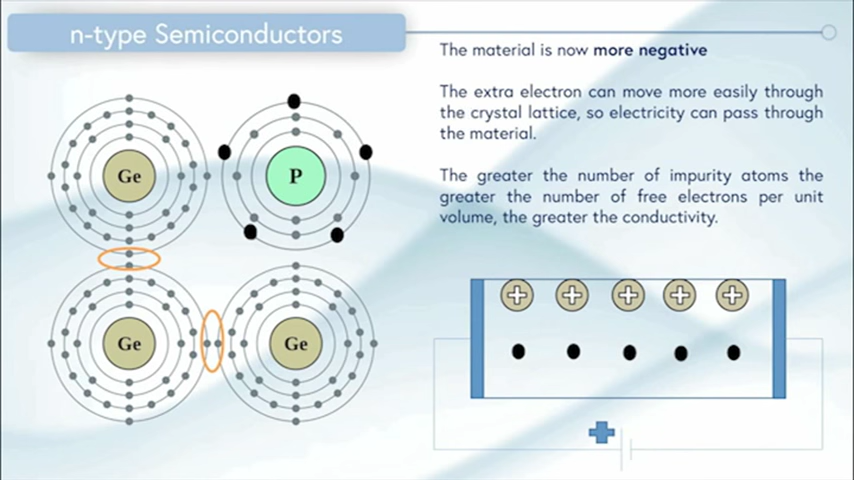 n-type Semiconductors
The material is now more negative
The extra electron can move more easily through
the crystal lattice, so electricity can pass through
the material.
The greater the number of impurity atoms the
greater the number of free electrons per unit
volume, the greater the conductivity.
Ge
P
Ge
Ge
+ + + + +
+